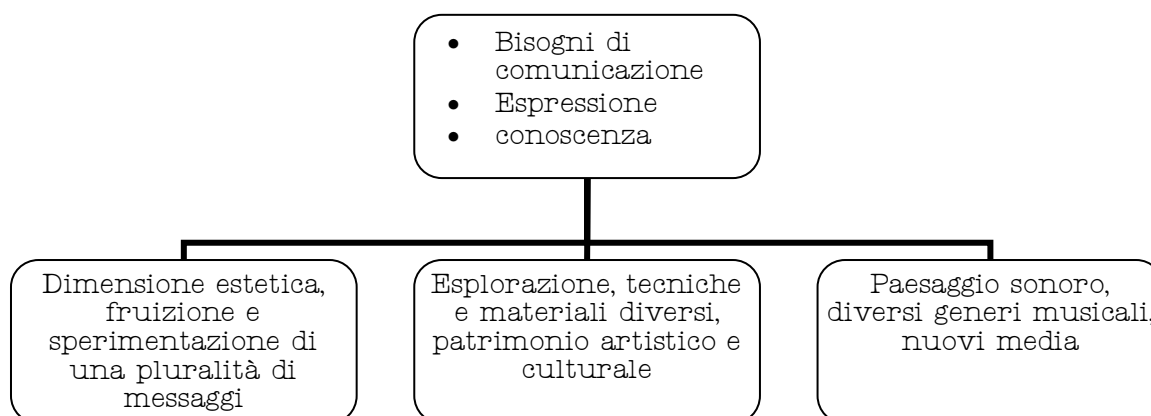 • Bisogni di
comunicazione
• Espressione
• conoscenza
Dimensione estetica,
fruizione e
sperimentazione di
una pluralità di
messaggi
Esplorazione, tecniche
e materiali diversi,
patrimonio artistico e
culturale
Paesaggio sonoro,
diversi generi musicali,
nuovi media